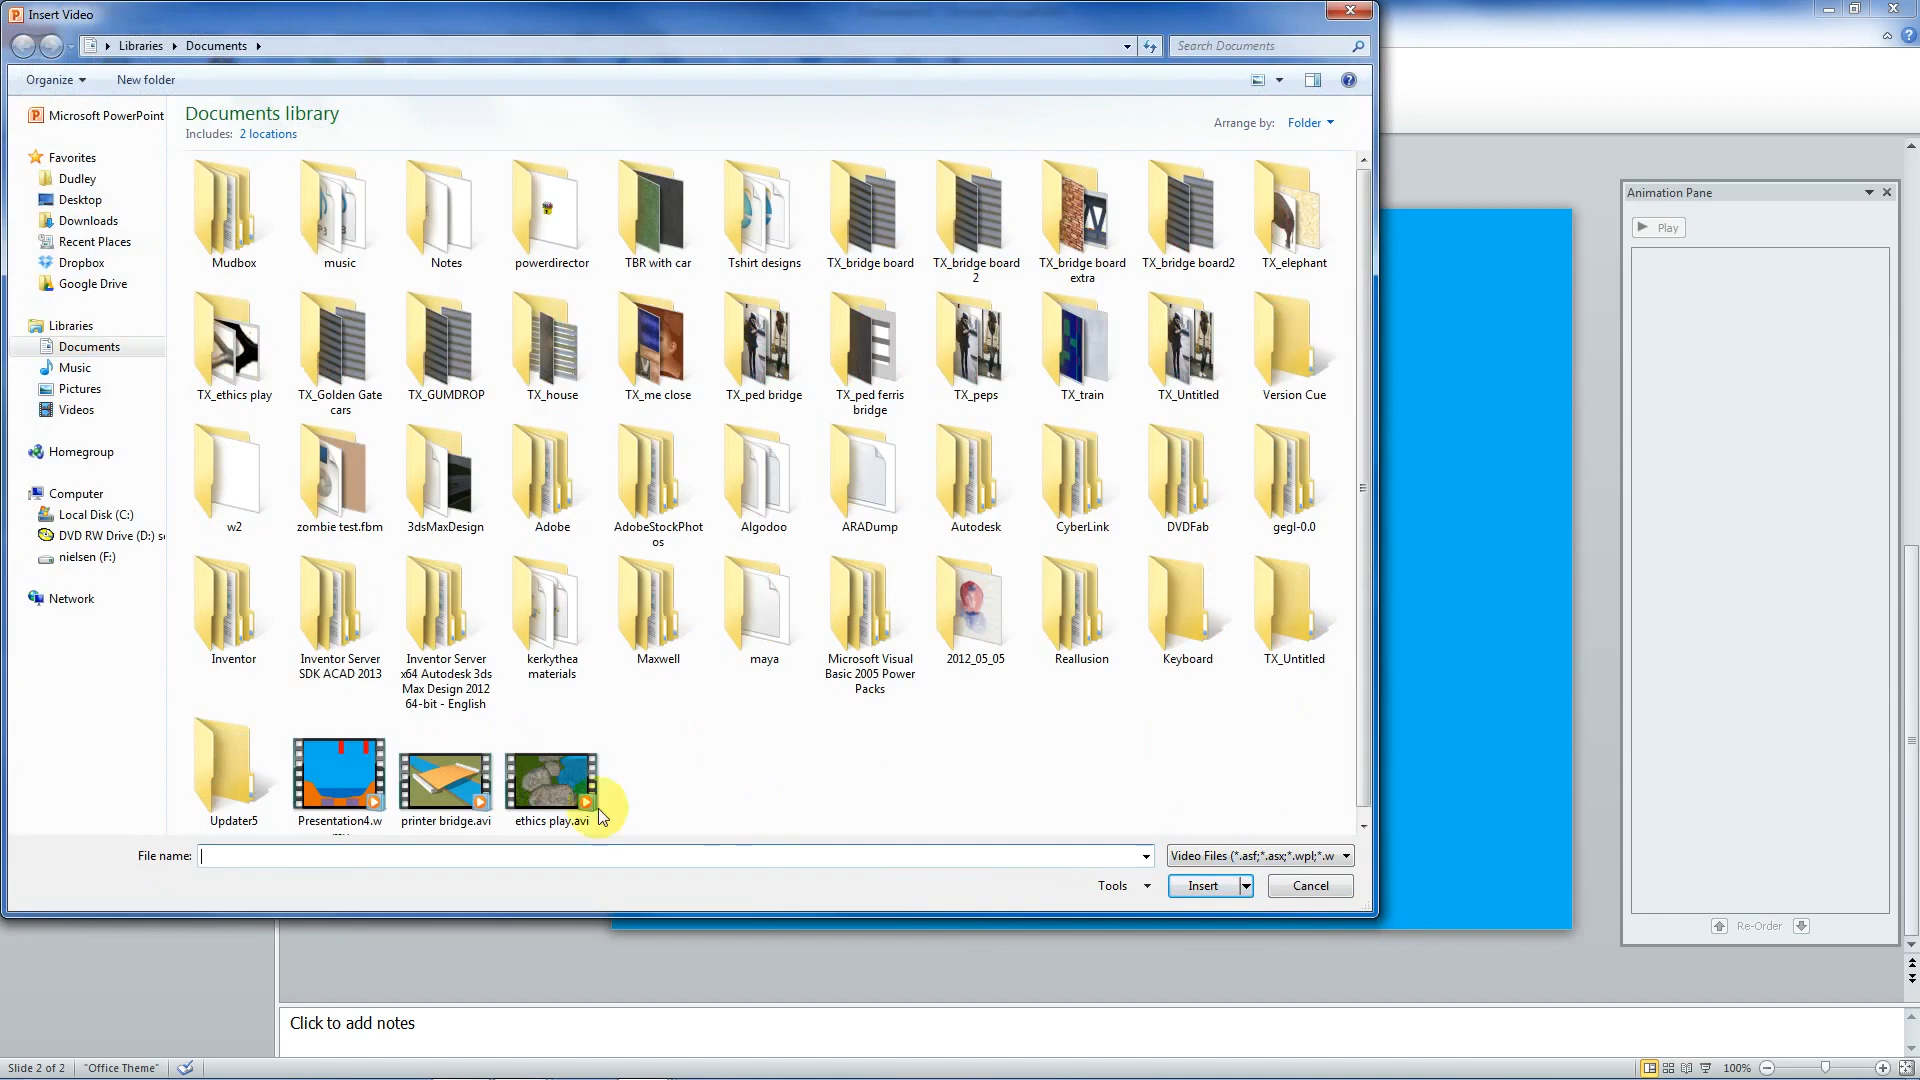 Insert Video
Libraries Documents
Search Documents
Organize New folder
Microsoft PowerPoint
Favorites
Dudley
Desktop
Downloads
Recent Places
Dropbox
Google Drive
Libraries
Documents
Music
Pictures
Videos
Homegroup
Computer
Local Disk (C:)
DVD RW Drive (D:) s
nielsen (F:)
Network
Documents library
Includes: 2 locations
Arrange by: Folder
Mudbox music Notes powerdirector TBR with car Tshirt designs TX_bridge board TX_bridge board 2 TX_bridge board extra TX_bridge board2 TX_elephant
TX_ethics play TX_Golden Gate cars TX_GUMDROP TX_house TX_me close TX_ped bridge TX_ped ferris bridge TX_peps TX_train TX_Untitled Version Cue
w2 zombie test.fbm 3dsMaxDesign Adobe AdobeStockPhotos Algodoo ARADump Autodesk CyberLink DVDFab gegl-0.0
Inventor Inventor Server SDK ACAD 2013 Inventor Server x64 Autodesk 3ds Max Design 2012 64-bit - English kerkythea materials Maxwell maya Microsoft Visual Basic 2005 Power Packs 2012_05_05 Reallusion Keyboard TX_Untitled
Updater5 Presentation4.w printer bridge.avi ethics play.avi
File name:
Video Files (*.asf;*.asx;*.wpl;*.w
Tools Insert Cancel
Animation Pane
Play
Re-Order
Click to add notes
Slide 2 of 2 "Office Theme" 100%